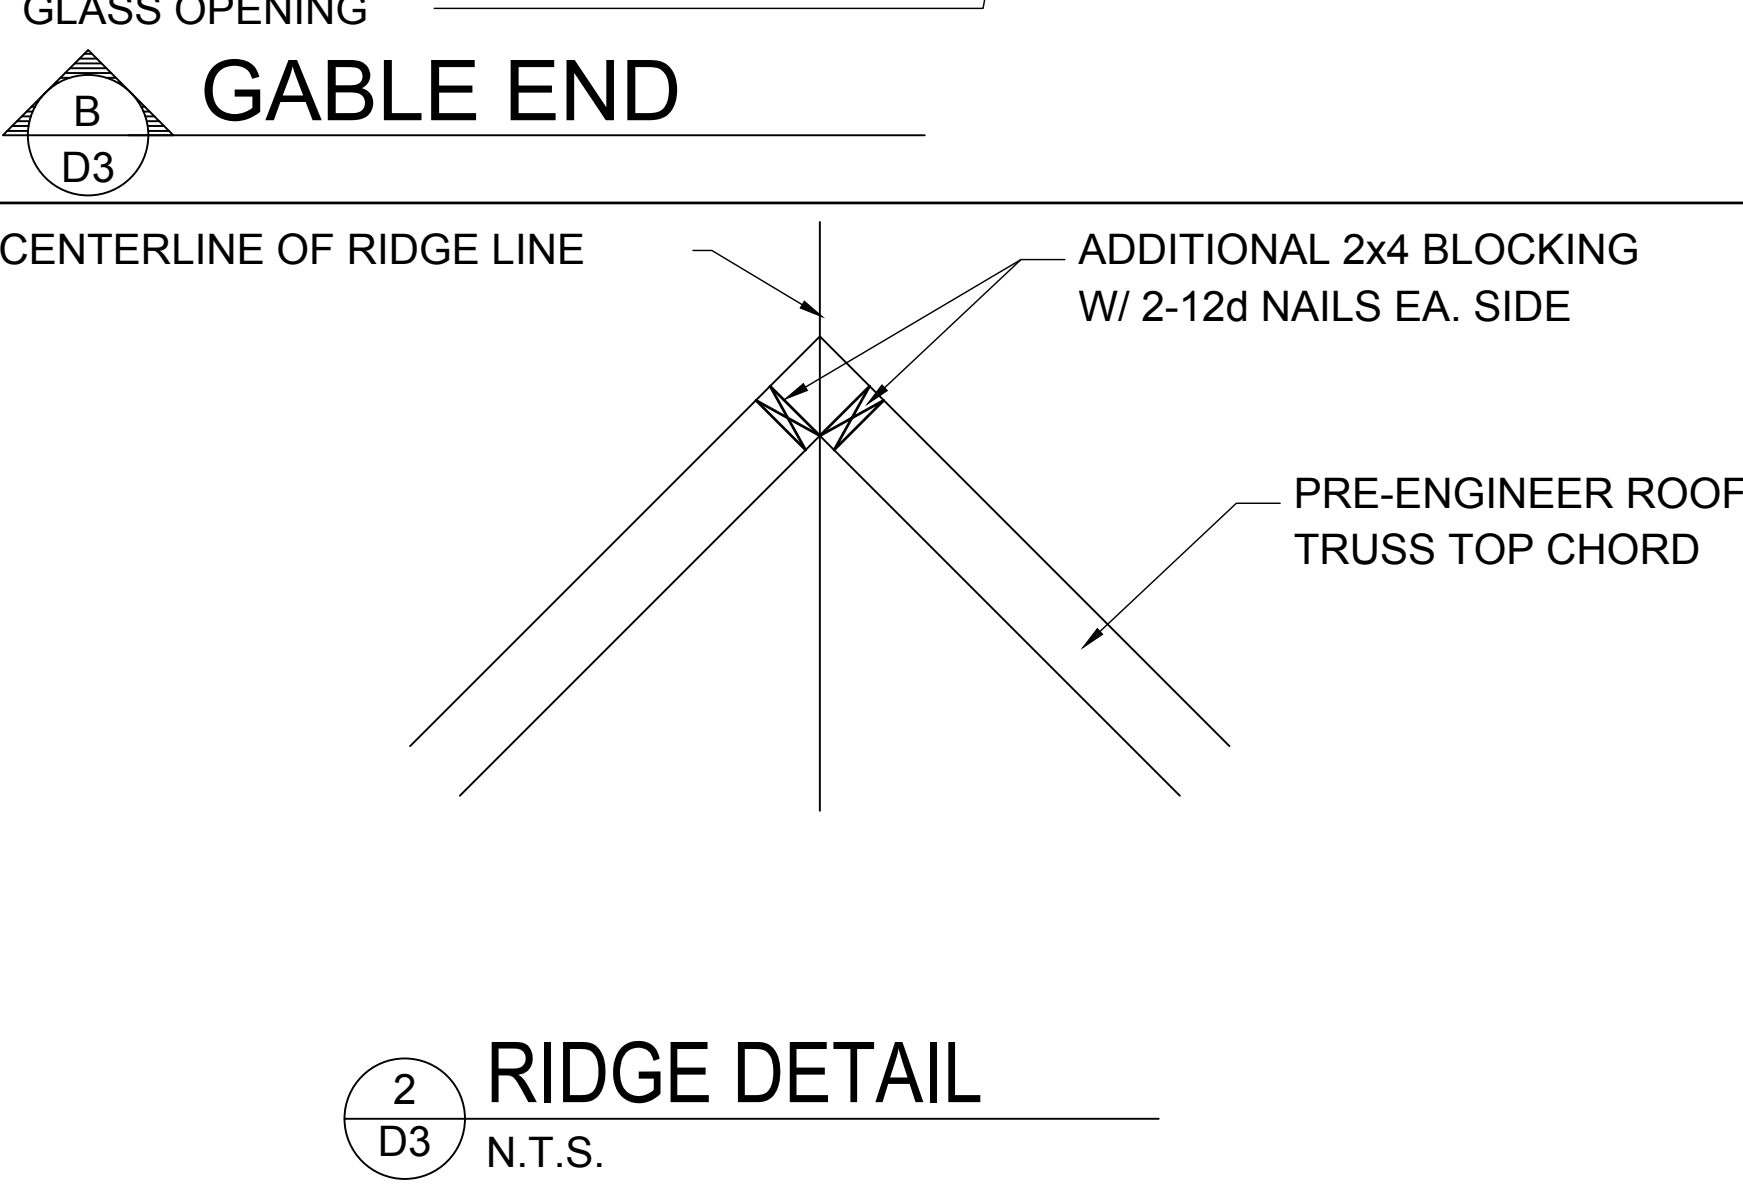 GLASS OPENING
B
D3
GABLE END
CENTERLINE OF RIDGE LINE
ADDITIONAL 2x4 BLOCKING
W/ 2-12d NAILS EA. SIDE
PRE-ENGINEER ROOF
TRUSS TOP CHORD
2
D3
RIDGE DETAIL
N.T.S.